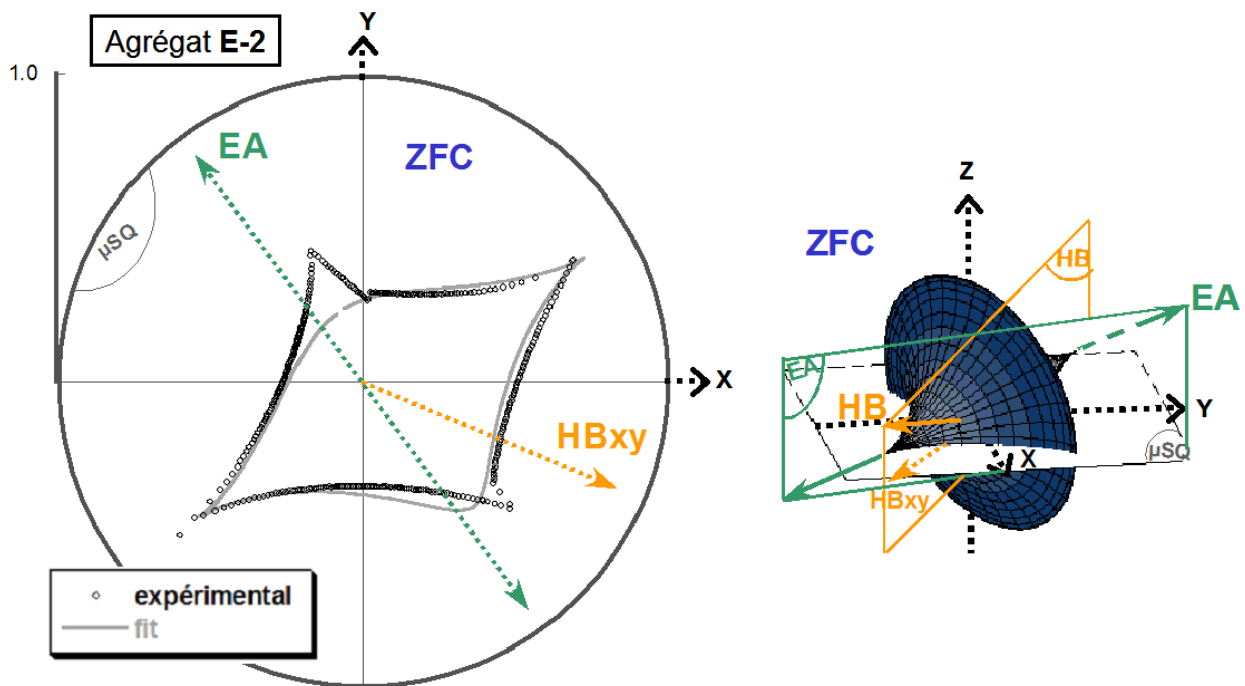 Agrégat E-2
Y
1.0
EA
ZFC
µSQ
X
HBxy
expérimental
fit
Z
ZFC
HB
EA
EA
HB
Y
X
µSQ
HBxy